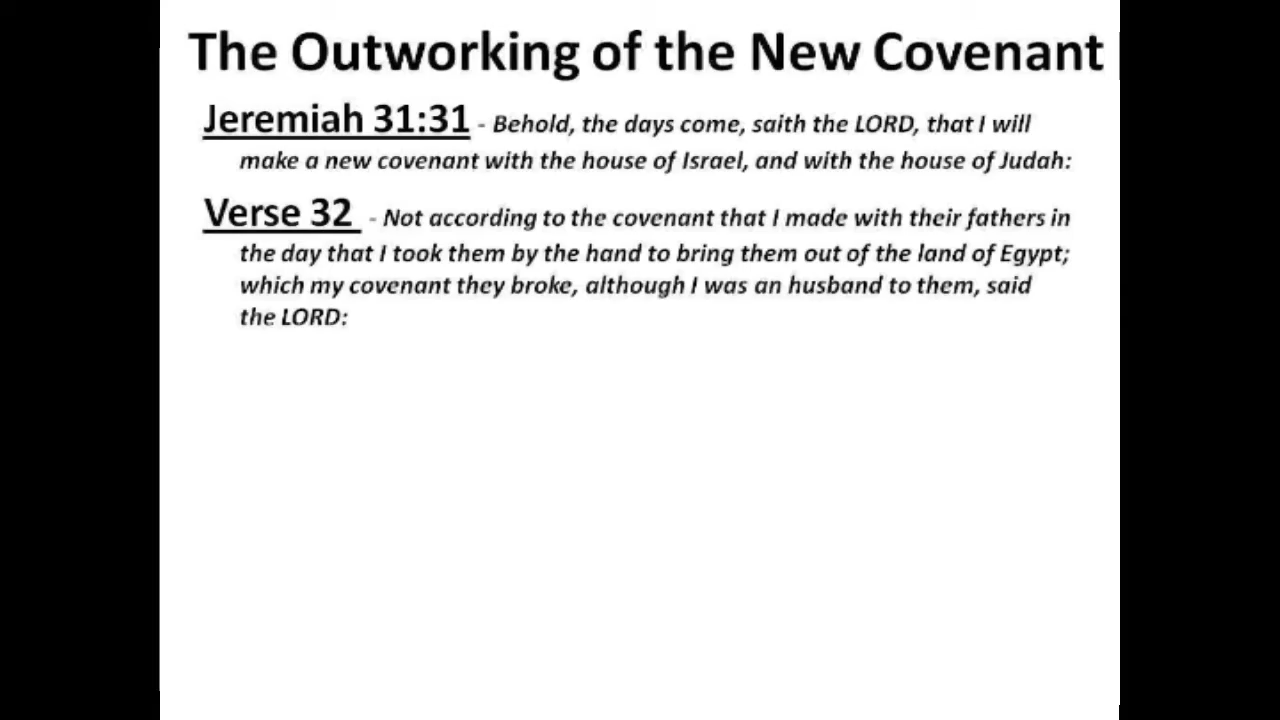 The Outworking of the New Covenant
Jeremiah 31:31 - Behold, the days come, saith the LORD, that I will
make a new covenant with the house of Israel, and with the house of Judah:
Verse 32 - Not according to the covenant that I made with their fathers in
the day that I took them by the hand to bring them out of the land of Egypt;
which my covenant they broke, although I was an husband to them, said
the LORD: